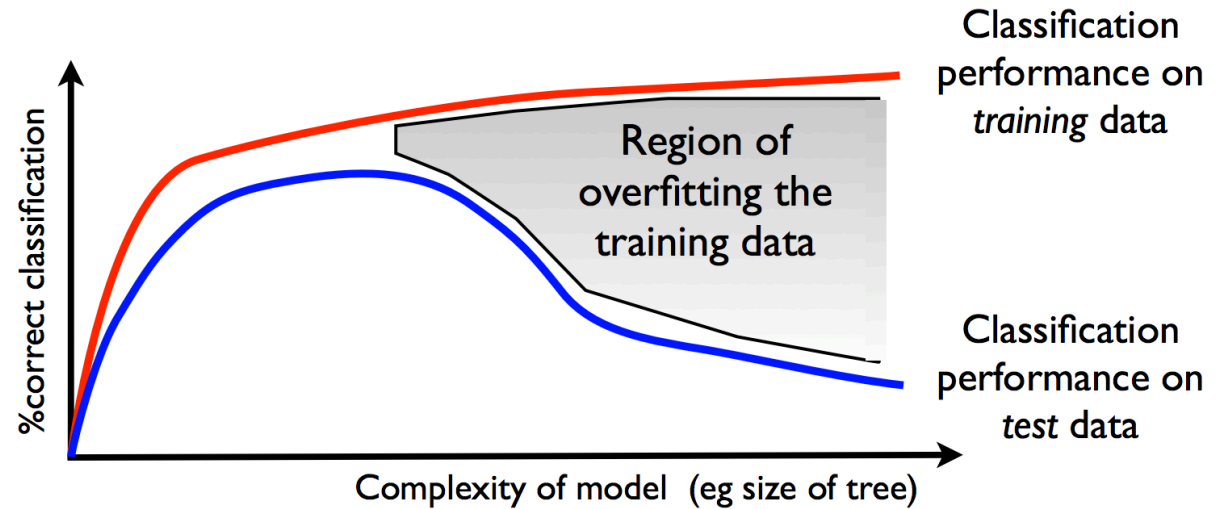 Classification
performance on
training data
Region of
overfitting the
training data
%correct classification
Classification
performance on
test data
Complexity of model (eg size of tree)